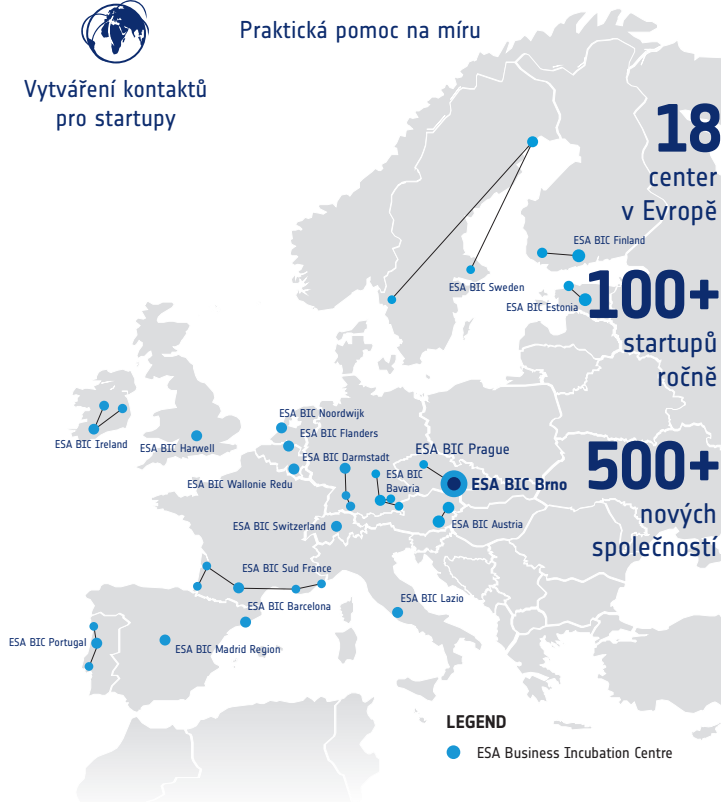 Praktická pomoc na míru
Vytváření kontaktů
pro startupy
18
center
v Evropě
ESA BIC Finland
ESA BIC Sweden
ESA BIC Estonia
100+
startupů
ročně
ESA BIC Noordwijk
ESA BIC Flanders
ESA BIC Ireland
ESA BIC Harwell
ESA BIC Darmstadt
ESA BIC Prague
ESA BIC
Bavaria
ESA BIC Wallonie Redu
ESA BIC Brno
500+
nových
společností
ESA BIC Switzerland
ESA BIC Austria
ESA BIC Sud France
ESA BIC Barcelona
ESA BIC Lazio
ESA BIC Portugal
ESA BIC Madrid Region
LEGEND
ESA Business Incubation Centre